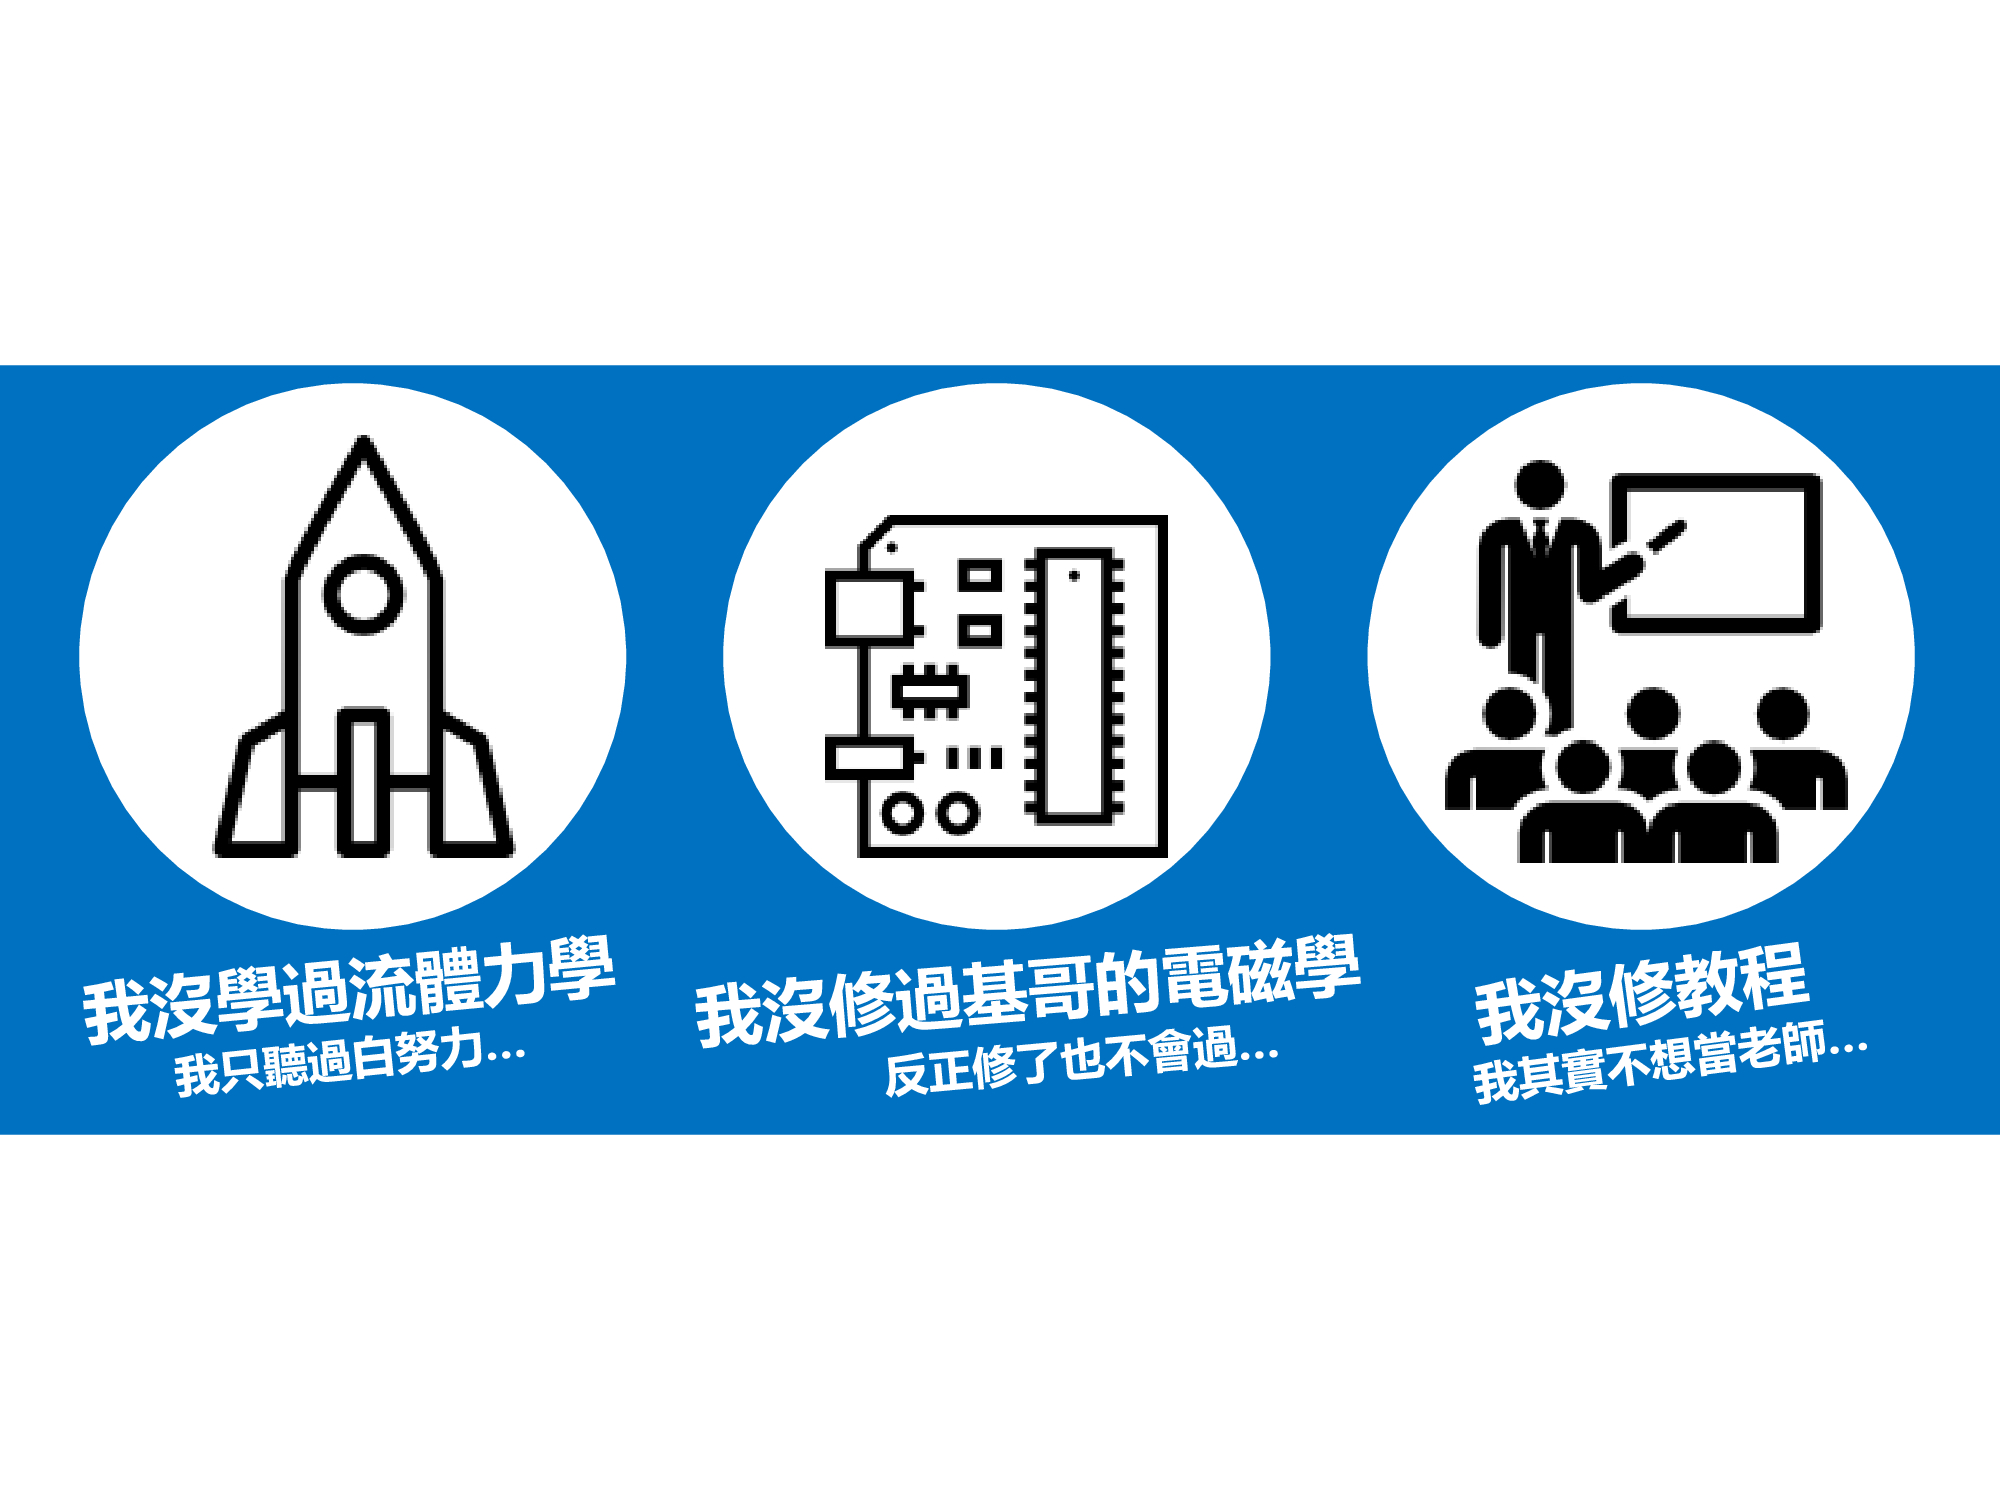 我沒學過流體力學
我只聽過白努力...
我沒修過基哥的電磁學
反正修了也不會過...
我沒修教程
我其實不想當老師...